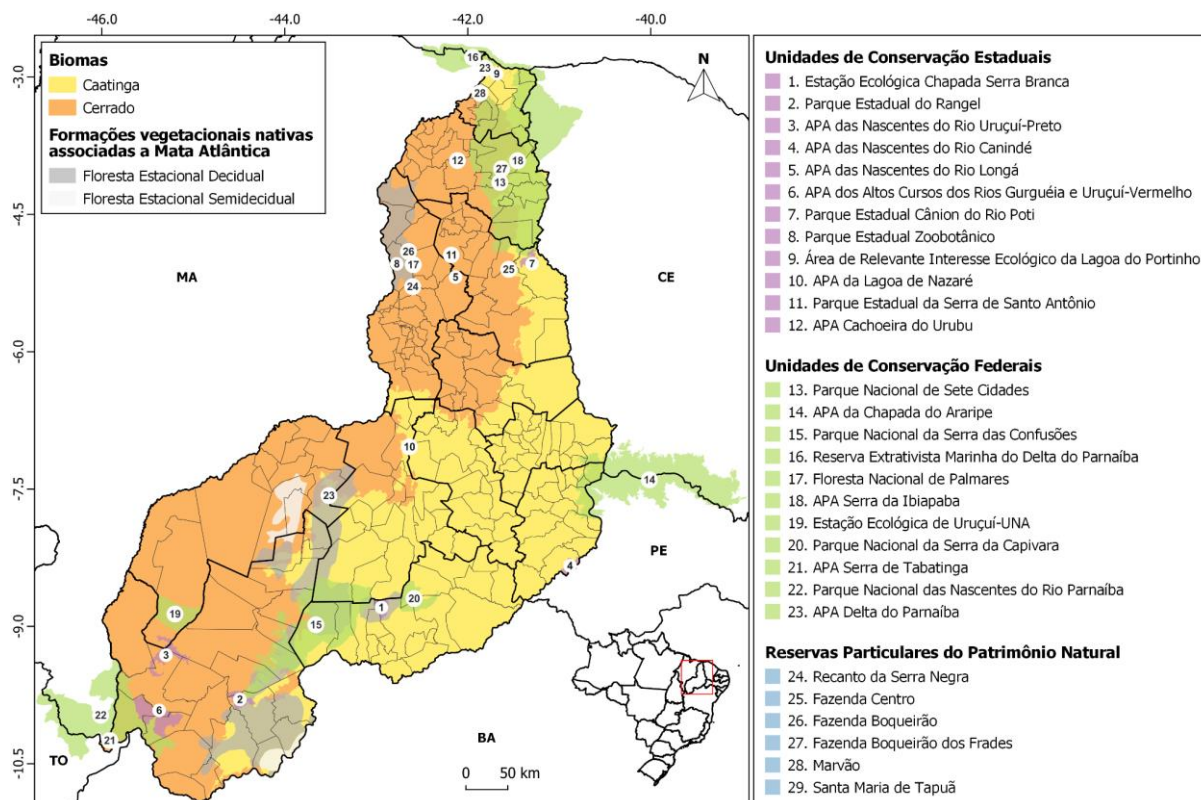 -46.0
-44.0
-42.0
-40.0
-3.0
-4.5
-6.0
-7.5
-9.0
-10.5
Biomas
Caatinga
Cerrado
Formações vegetacionais nativas
associadas a Mata Atlântica
Floresta Estacional Decidual
Floresta Estacional Semidecidual
N
16
23
9
28
12
18
27
13
26
11
8
17
25
7
5
24
MA
CE
10
23
14
PE
4
20
1
19
15
3
2
6
22
21
TO
BA
0 50 km
Unidades de Conservação Estaduais
1. Estação Ecológica Chapada Serra Branca
2. Parque Estadual do Rangel
3. APA das Nascentes do Rio Uruçuí-Preto
4. APA das Nascentes do Rio Canindé
5. APA das Nascentes do Rio Longá
6. APA dos Altos Cursos dos Rios Gurguéia e Uruçuí-Vermelho
7. Parque Estadual Cânion do Rio Poti
8. Parque Estadual Zoobotânico
9. Área de Relevante Interesse Ecológico da Lagoa do Portinho
10. APA da Lagoa de Nazaré
11. Parque Estadual da Serra de Santo Antônio
12. APA Cachoeira do Urubu
Unidades de Conservação Federais
13. Parque Nacional de Sete Cidades
14. APA da Chapada do Araripe
15. Parque Nacional da Serra das Confusões
16. Reserva Extrativista Marinha do Delta do Parnaíba
17. Floresta Nacional de Palmares
18. APA Serra da Ibiapaba
19. Estação Ecológica de Uruçuí-UNA
20. Parque Nacional da Serra da Capivara
21. APA Serra de Tabatinga
22. Parque Nacional das Nascentes do Rio Parnaíba
23. APA Delta do Parnaíba
Reservas Particulares do Patrimônio Natural
24. Recanto da Serra Negra
25. Fazenda Centro
26. Fazenda Boqueirão
27. Fazenda Boqueirão dos Frades
28. Marvão
29. Santa Maria de Tapuã